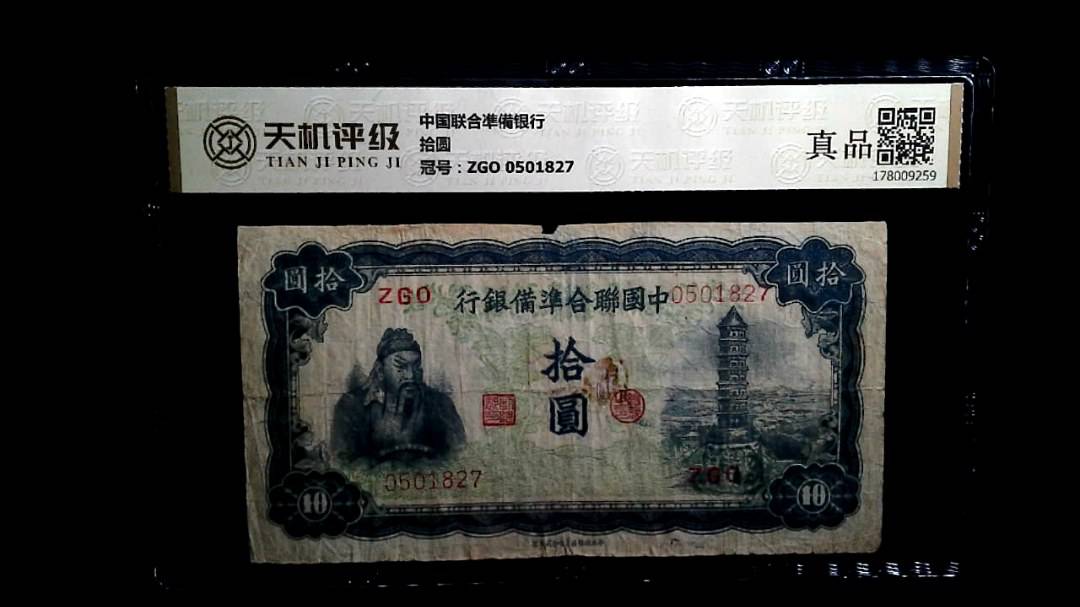 天机评级
TIAN JI PING JI
中国联合準備银行
拾圆
冠号：ZGO 0501827
真品
178009259
圓拾
圓拾
ZGO
行銀備準合聯國中
0501827
拾圓
0501827
ZGO
10
10